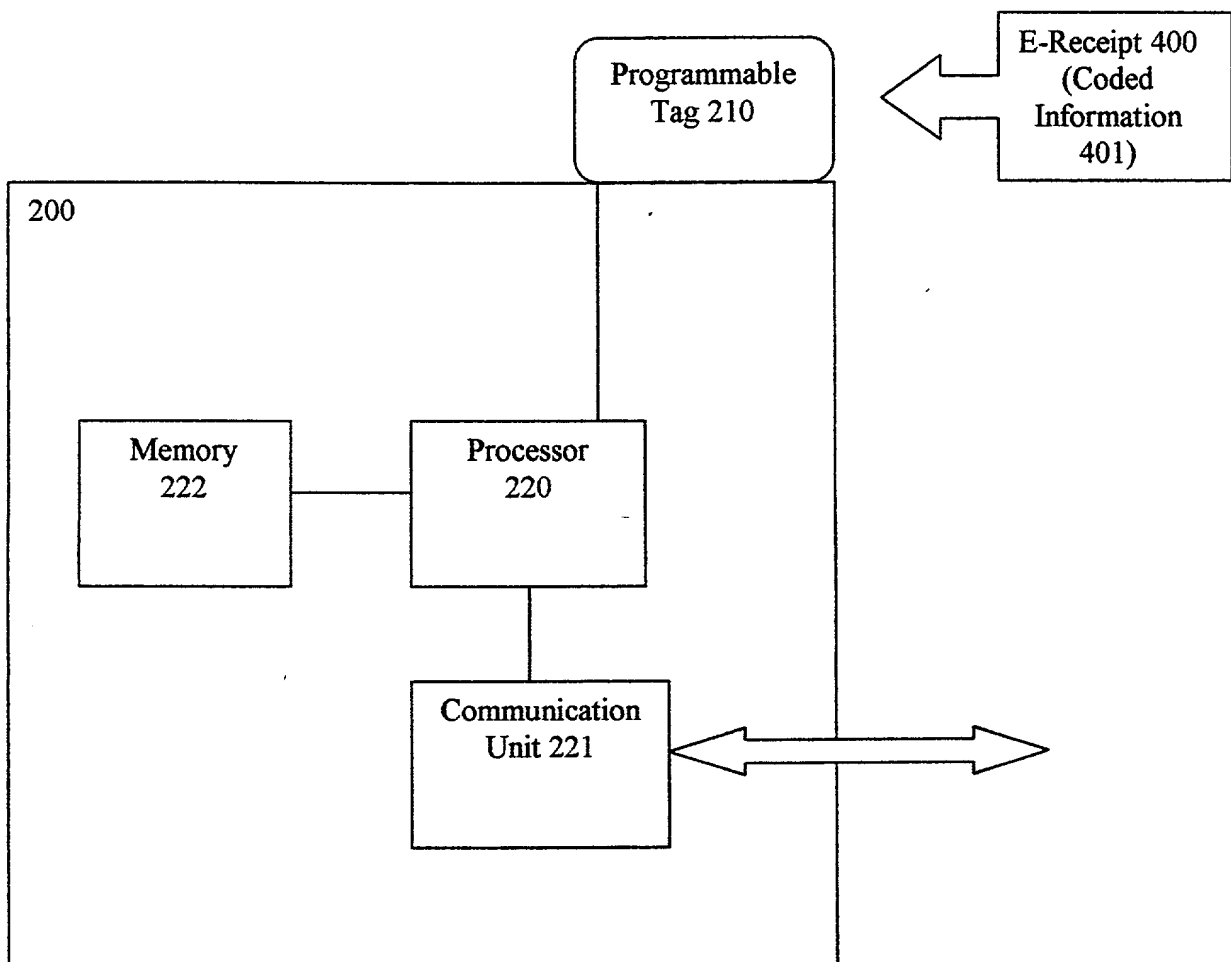 Programmable
Tag 210
E-Receipt 400
(Coded
Information
401)
200
Memory
222
Processor
220
Communication
Unit 221